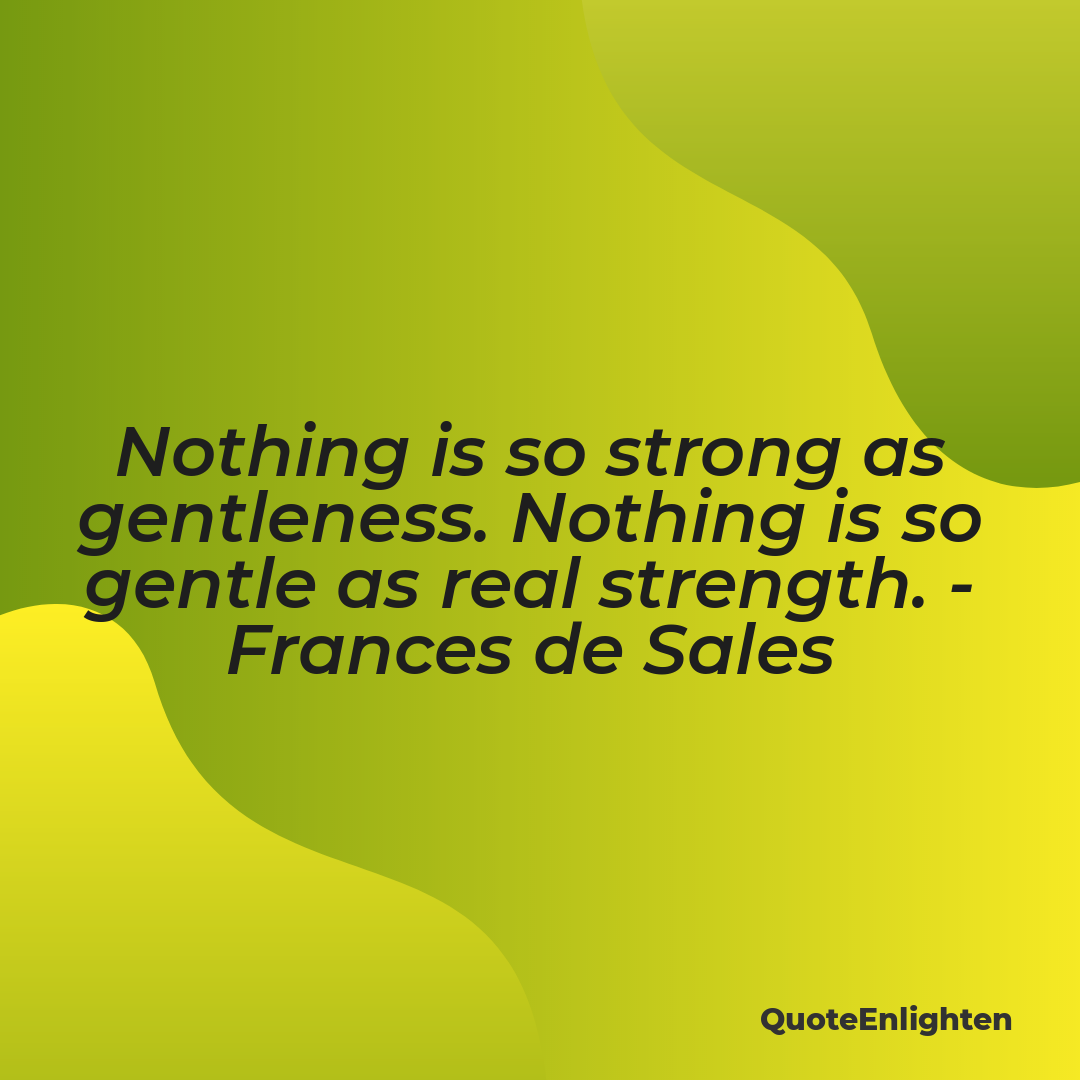 Nothing is so strong as
gentleness. Nothing is so
gentle as real strength. -
Frances de Sales
QuoteEnlighten